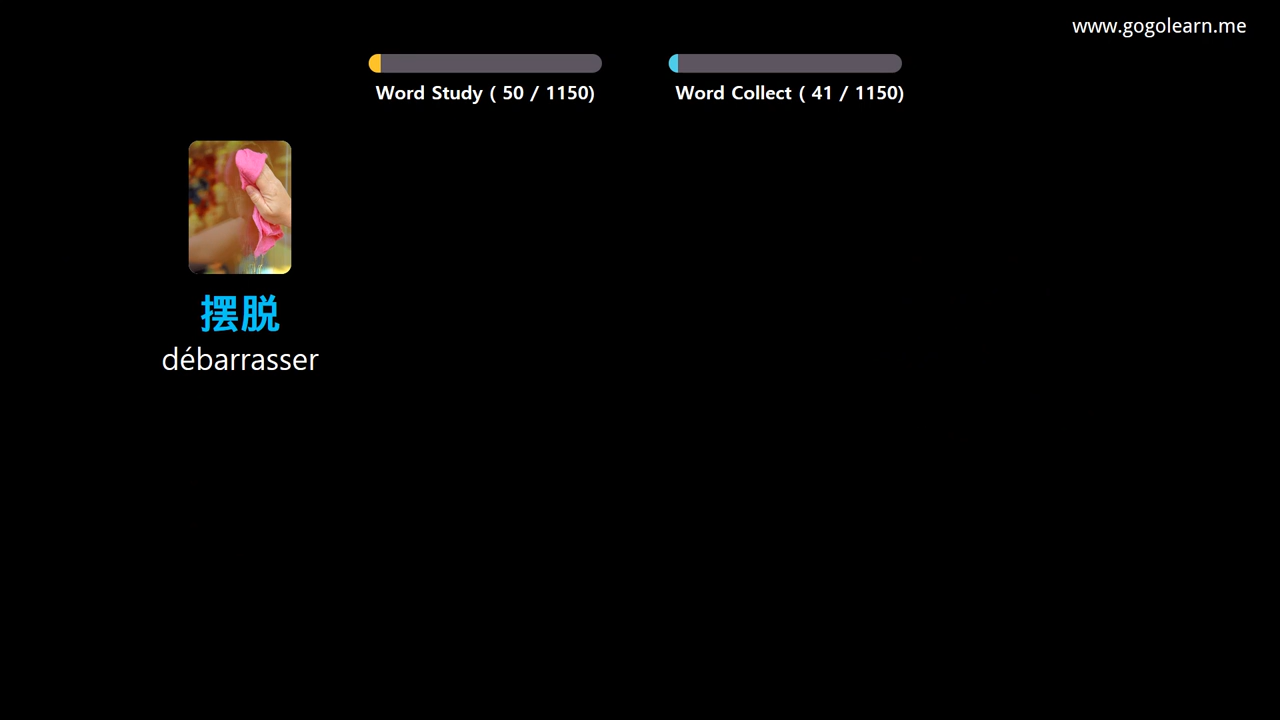 www.gogolearn.me
Word Study ( 50 / 1150)
Word Collect ( 41 / 1150)
摆脱
débarrasser